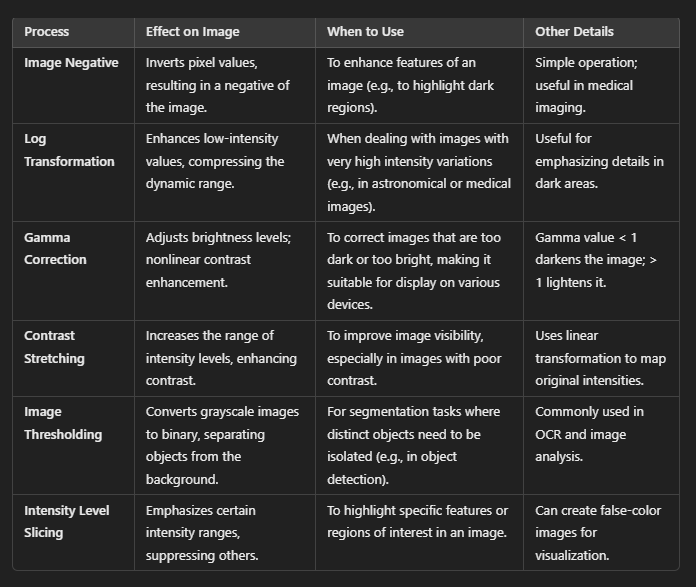 Process Effect on Image When to Use Other Details
Image Negative Inverts pixel values, To enhance features of an Simple operation;
resulting in a negative of image (e.g., to highlight dark useful in medical
the image. regions). imaging.
Log Enhances low-intensity When dealing with images with Useful for
Transformation values, compressing the very high intensity variations emphasizing details in
dynamic range. (e.g., in astronomical or medical dark areas.
images).
Gamma Adjusts brightness levels; To correct images that are too Gamma value < 1
Correction nonlinear contrast dark or too bright, making it darkens the image; >
enhancement. suitable for display on various 1 lightens it.
devices.
Contrast Increases the range of To improve image visibility, Uses linear
Stretching intensity levels, enhancing especially in images with poor transformation to map
contrast. contrast. original intensities.
Image Converts grayscale images For segmentation tasks where Commonly used in
Thresholding to binary, separating distinct objects need to be OCR and image
objects from the isolated (e.g., in object analysis.
background. detection).
Intensity Level Emphasizes certain To highlight specific features or Can create false-color
Slicing intensity ranges, regions of interest in an image. images for
suppressing others. visualization.